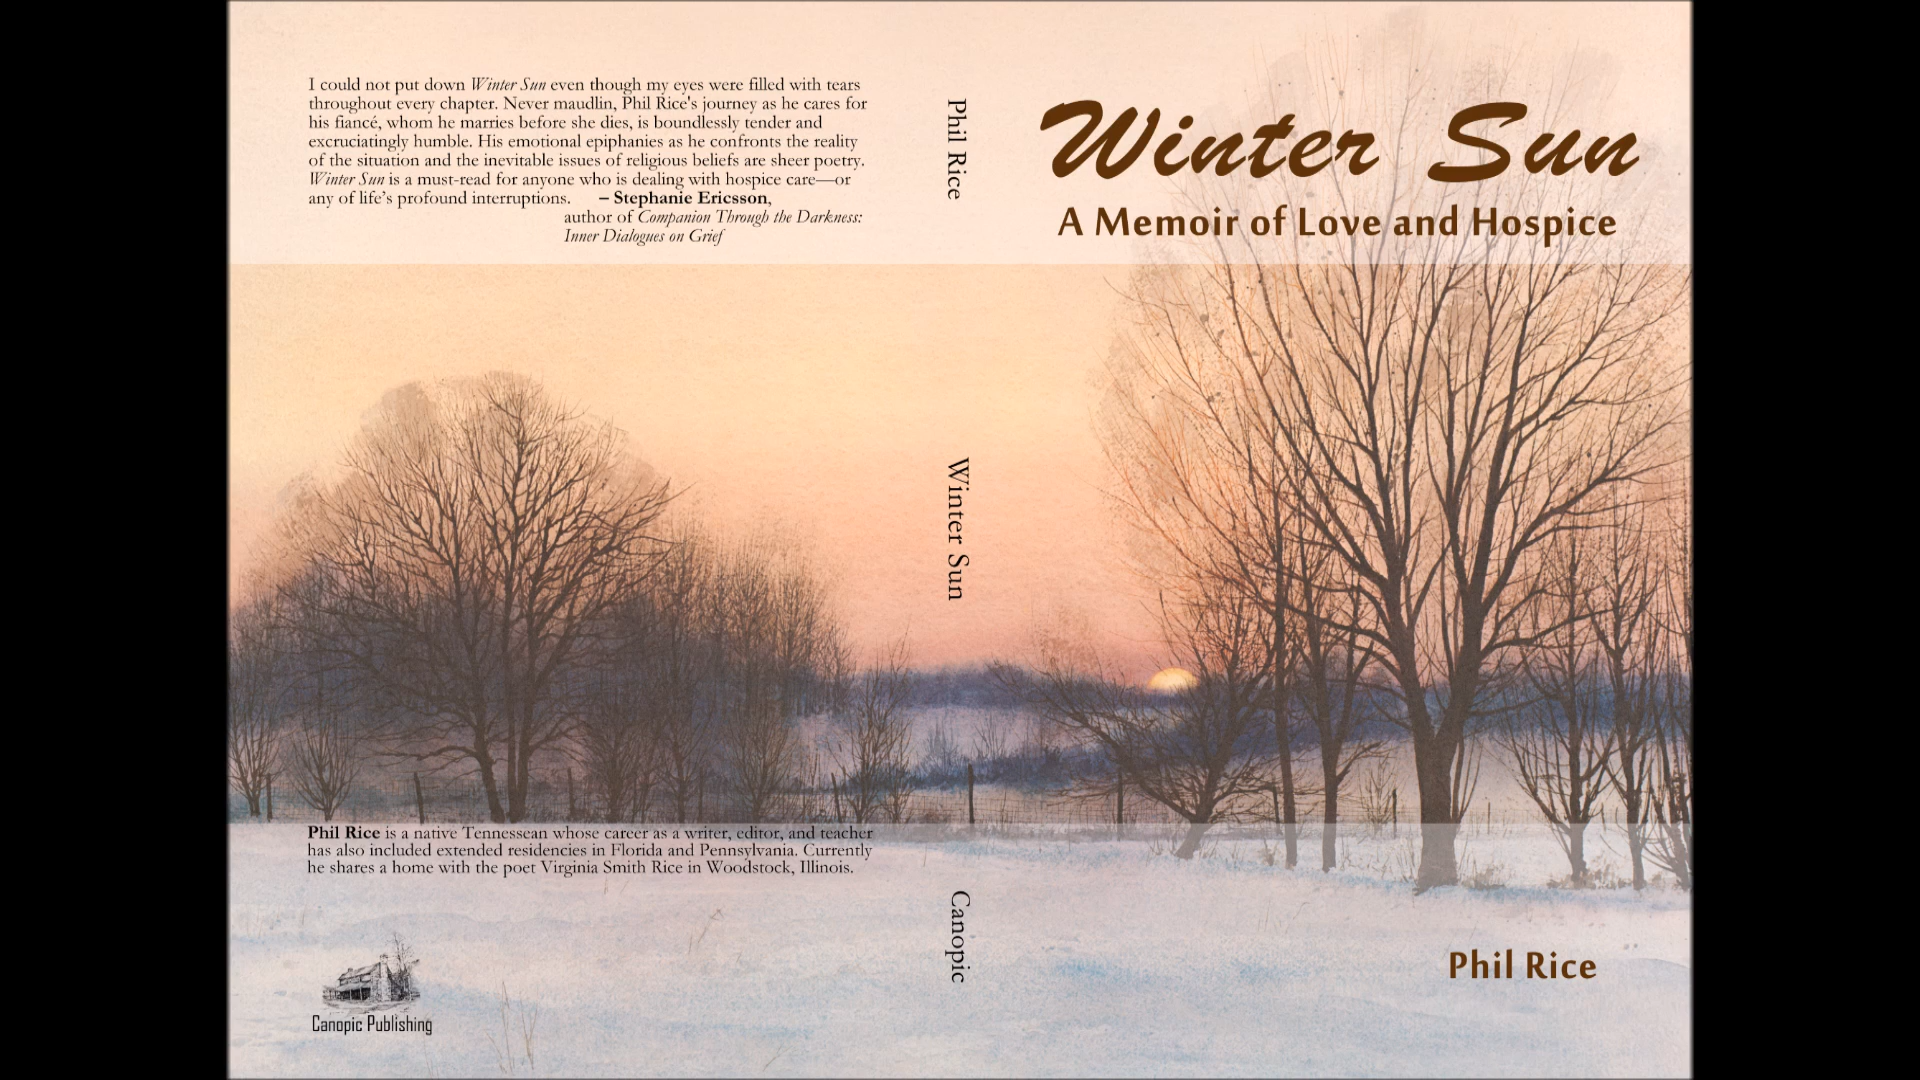 I could not put down Winter Sun even though my eyes were filled with tears
throughout every chapter. Never maudlin, Phil Rice's journey as he cares for
his fiancé, whom he marries before she dies, is boundlessly tender and
excruciatingly humble. His emotional epiphanies as he confronts the reality
of the situation and the inevitable issues of religious beliefs are sheer poetry.
Winter Sun is a must-read for anyone who is dealing with hospice care—or
any of life's profound interruptions. – Stephanie Ericsson,
author of Companion Through the Darkness:
Inner Dialogues on Grief
Phil Rice is a native Tennessean whose career as a writer, editor, and teacher
has also included extended residencies in Florida and Pennsylvania. Currently
he shares a home with the poet Virginia Smith Rice in Woodstock, Illinois.
Canopic Publishing
Phil Rice
Winter Sun
Canopic
Winter Sun
A Memoir of Love and Hospice
Phil Rice